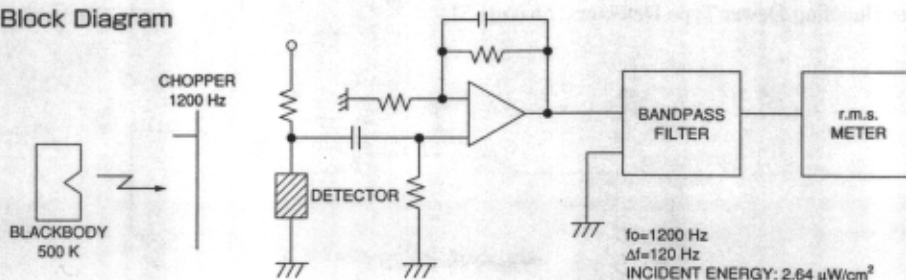 Block Diagram
CHOPPER
1200 Hz
BLACKBODY
500 K
DETECTOR
BANDPASS
FILTER
r.m.s.
METER
fo=1200 Hz
Δf=120 Hz
INCIDENT ENERGY: 2.64 µW/cm²